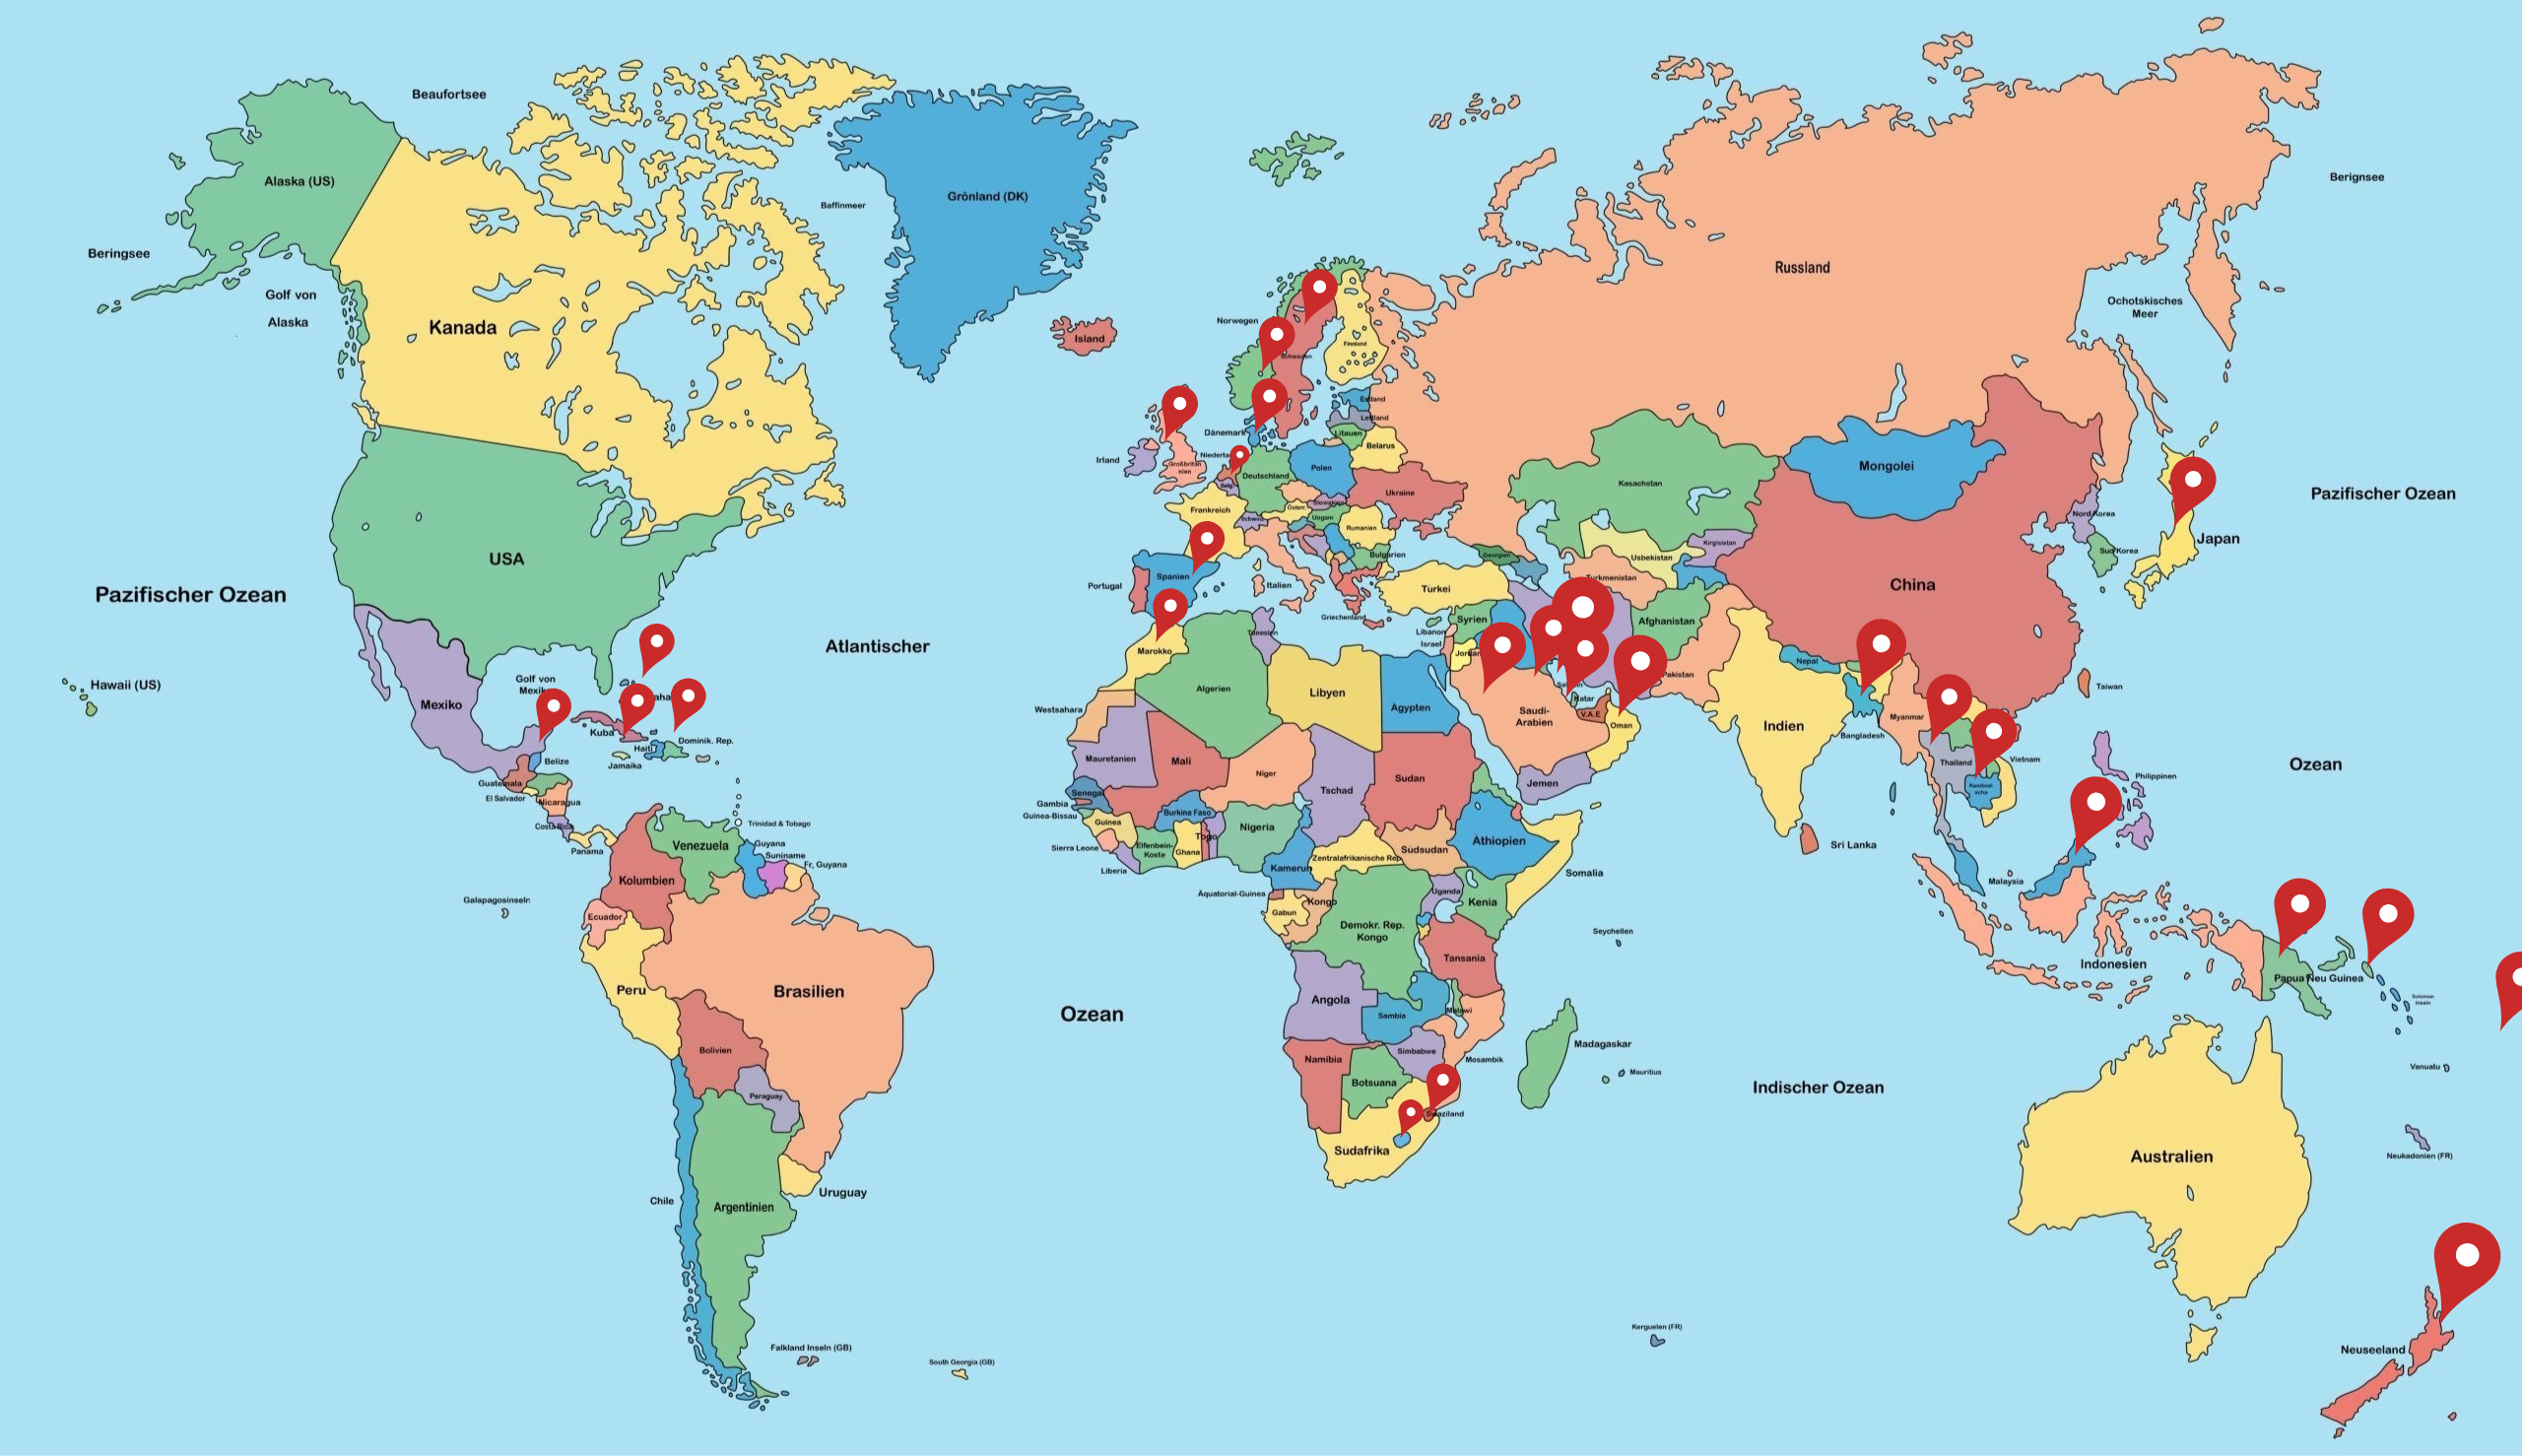 Beaufortsee
Alaska (US)
Grönland (DK)
Baffinmeer
Berignsee
Beringsee
Golf von
Alaska
Kanada
Russland
Ochotskisches
Meer
Island
Norwegen
Schweden
Finnland
Estland
Lettland
Litauen
Belarus
Dänemark
Irland
Großbritan
nien
Deutschland
Polen
Ukraine
Kasachstan
Mongolei
Pazifischer Ozean
Nord Korea
Süd Korea
Japan
Frankreich
Schweiz
Österr.
Slowakien
Ungarn
Rumänien
Bulgarien
Georgien
Usbekistan
Kirgisistan
Turkmenistan
USA
Pazifischer Ozean
Portugal
Spanien
Italien
Griechenland
Türkei
China
Atlantischer
Marokko
Tunesien
Libanon
Israel
Syrien
Afghanistan
Pakistan
Nepal
Hawaii (US)
Golf von
Mexiko
Westsahara
Algerien
Libyen
Ägypten
Saudi-
Arabien
Qatar
V.A.E
Oman
Indien
Bangladesh
Myanmar
Taiwan
Kuba
Haiti
Dominik. Rep.
Jamaika
Belize
Guatemala
El Salvador
Nicaragua
Costa Rica
Panama
Trinidad & Tobago
Mauretanien
Mali
Niger
Tschad
Sudan
Jemen
Thailand
Vietnam
Kambod
scha
Philippinen
Ozean
Senegal
Gambia
Guinea-Bissau
Guinea
Sierra Leone
Liberia
Elfenbein-
Koste
Ghana
Togo
Burkina Faso
Nigeria
Kamerun
Zentralafrikanische Rep.
Südsudan
Äthiopien
Somalia
Sri Lanka
Malaysia
Venezuela
Guyana
Suriname
Fr, Guyana
Kolumbien
Galapagosinseln
Ecuador
Äquatorial-Guinea
Gabun
Kongo
Demokr. Rep.
Kongo
Uganda
Kenia
Seychellen
Tansania
Indonesien
Papua Neu Guinea
Solomon
Inseln
Peru
Brasilien
Ozean
Angola
Sambia
Malawi
Bolivien
Namibia
Simbabwe
Botsuana
Mosambik
Madagaskar
Mauritius
Indischer Ozean
Vanuatu
Paraguay
Swaziland
Südafrika
Australien
Neukadonien (FR)
Chile
Argentinien
Uruguay
Falkland Inseln (GB)
South Georgia (GB)
Kerguelen (FR)
Neuseeland
Mexiko